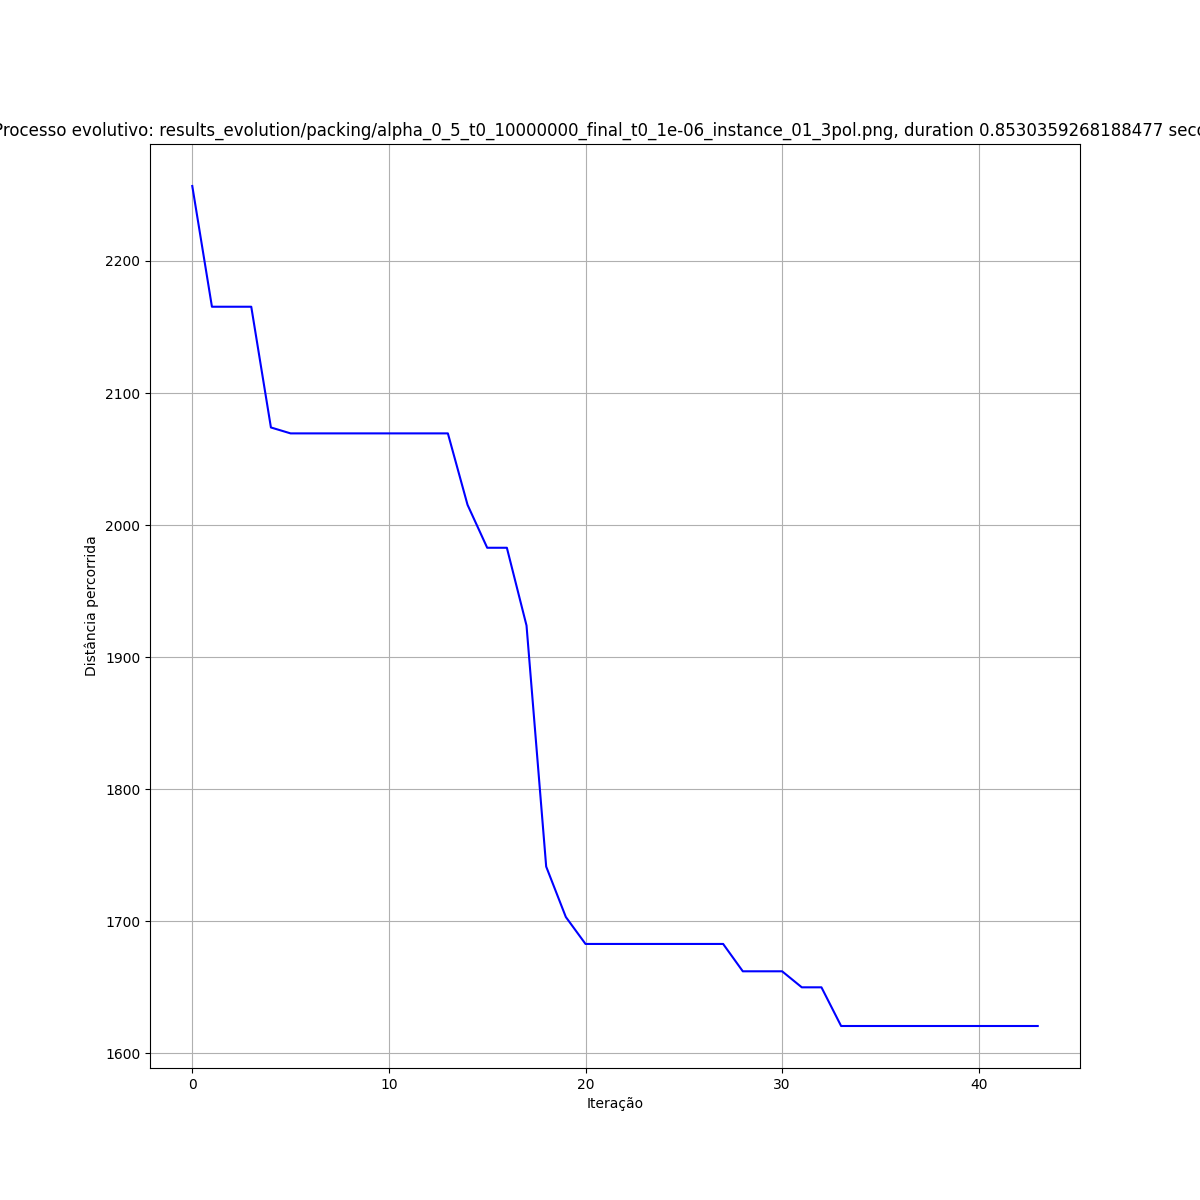 Processo evolutivo: results_evolution/packing/alpha_0_5_t0_10000000_final_t0_1e-06_instance_01_3pol.png, duration 0.8530359268188477 seco
2200
2100
2000
1900
1800
1700
1600
Distância percorrida
0 10 20 30 40
Iteração